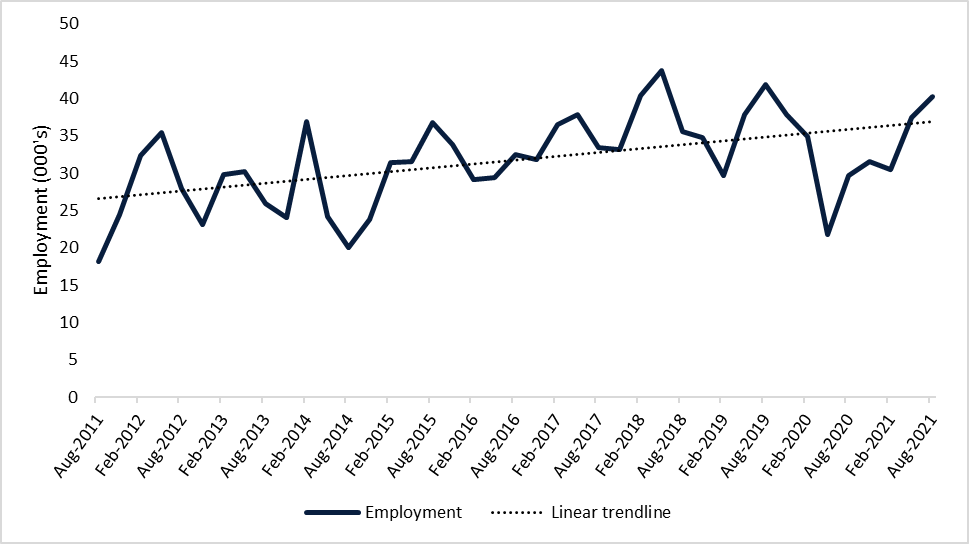 50
45
40
35
30
25
20
15
10
5
0
Employment (000's)
Aug-2011
Feb-2012
Aug-2012
Feb-2013
Aug-2013
Feb-2014
Aug-2014
Feb-2015
Aug-2015
Feb-2016
Aug-2016
Feb-2017
Aug-2017
Feb-2018
Aug-2018
Feb-2019
Aug-2019
Feb-2020
Aug-2020
Feb-2021
Aug-2021
Employment
Linear trendline